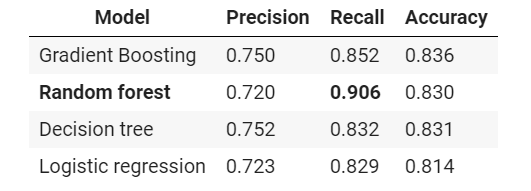 Model Precision Recall Accuracy
Gradient Boosting 0.750 0.852 0.836
Random forest 0.720 0.906 0.830
Decision tree 0.752 0.832 0.831
Logistic regression 0.723 0.829 0.814